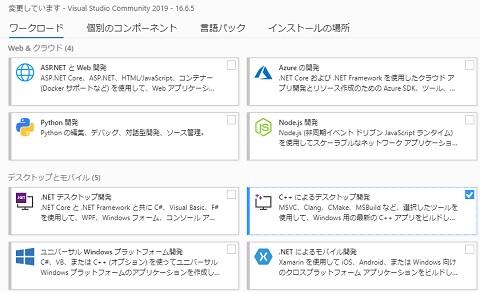 変更しています - Visual Studio Community 2019 - 16.6.5
ワークロード 個別のコンポーネント 言語パック インストールの場所
Web & クラウド (4)
ASP.NET と Web 開発
ASP.NET Core、ASP.NET、HTML/JavaScript、コンテナー
(Docker サポートなど) を使用して、Web アプリケーシ...
Azure の開発
.NET Core および .NET Framework を使用したクラウド ア
プリ開発とリソース作成のための Azure SDK、ツール、...
Python 開発
Python の編集、デバッグ、対話型開発、ソース管理。
Node.js 開発
Node.js (非同期イベント ドリブン JavaScript ランタイム)
を使用してスケーラブルなネットワーク アプリケーショ...
デスクトップとモバイル (5)
.NET デスクトップ開発
.NET Core と .NET Framework と共に C#、Visual Basic、F#
を使用して、WPF、Windows フォーム、コンソール ア...
C++ によるデスクトップ開発
MSVC、Clang、CMake、MSBuild など、選択したツール
を使用して、Windows 用の最新の C++ アプリをビルドし...
ユニバーサル Windows プラットフォーム開発
C#、VB、または C++ (オプション) を使ってユニバーサル
Windows プラットフォームのアプリケーションを作成し...
.NET によるモバイル開発
Xamarin を使用して iOS、Android、または Windows 向け
のクロスプラットフォーム アプリケーションをビルドし...